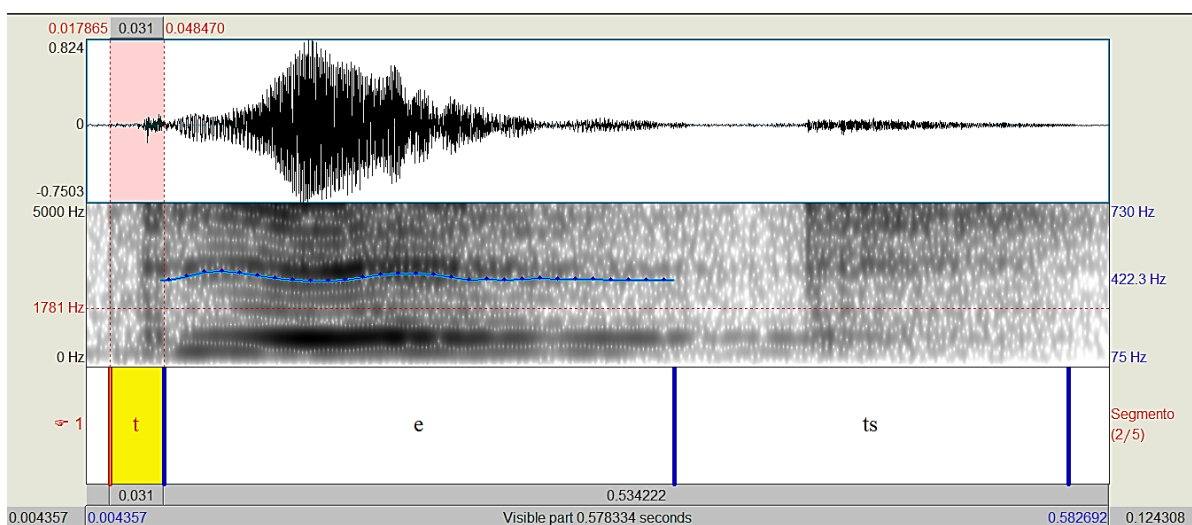 0.017865 0.031 0.048470
0.824
0
-0.7503
5000 Hz 730 Hz
422.3 Hz
1781 Hz
0 Hz 75 Hz
☞ 1 t e ts Segmento
(2/5)
0.031 0.534222
0.004357 0.004357 Visible part 0.578334 seconds 0.582692 0.124308